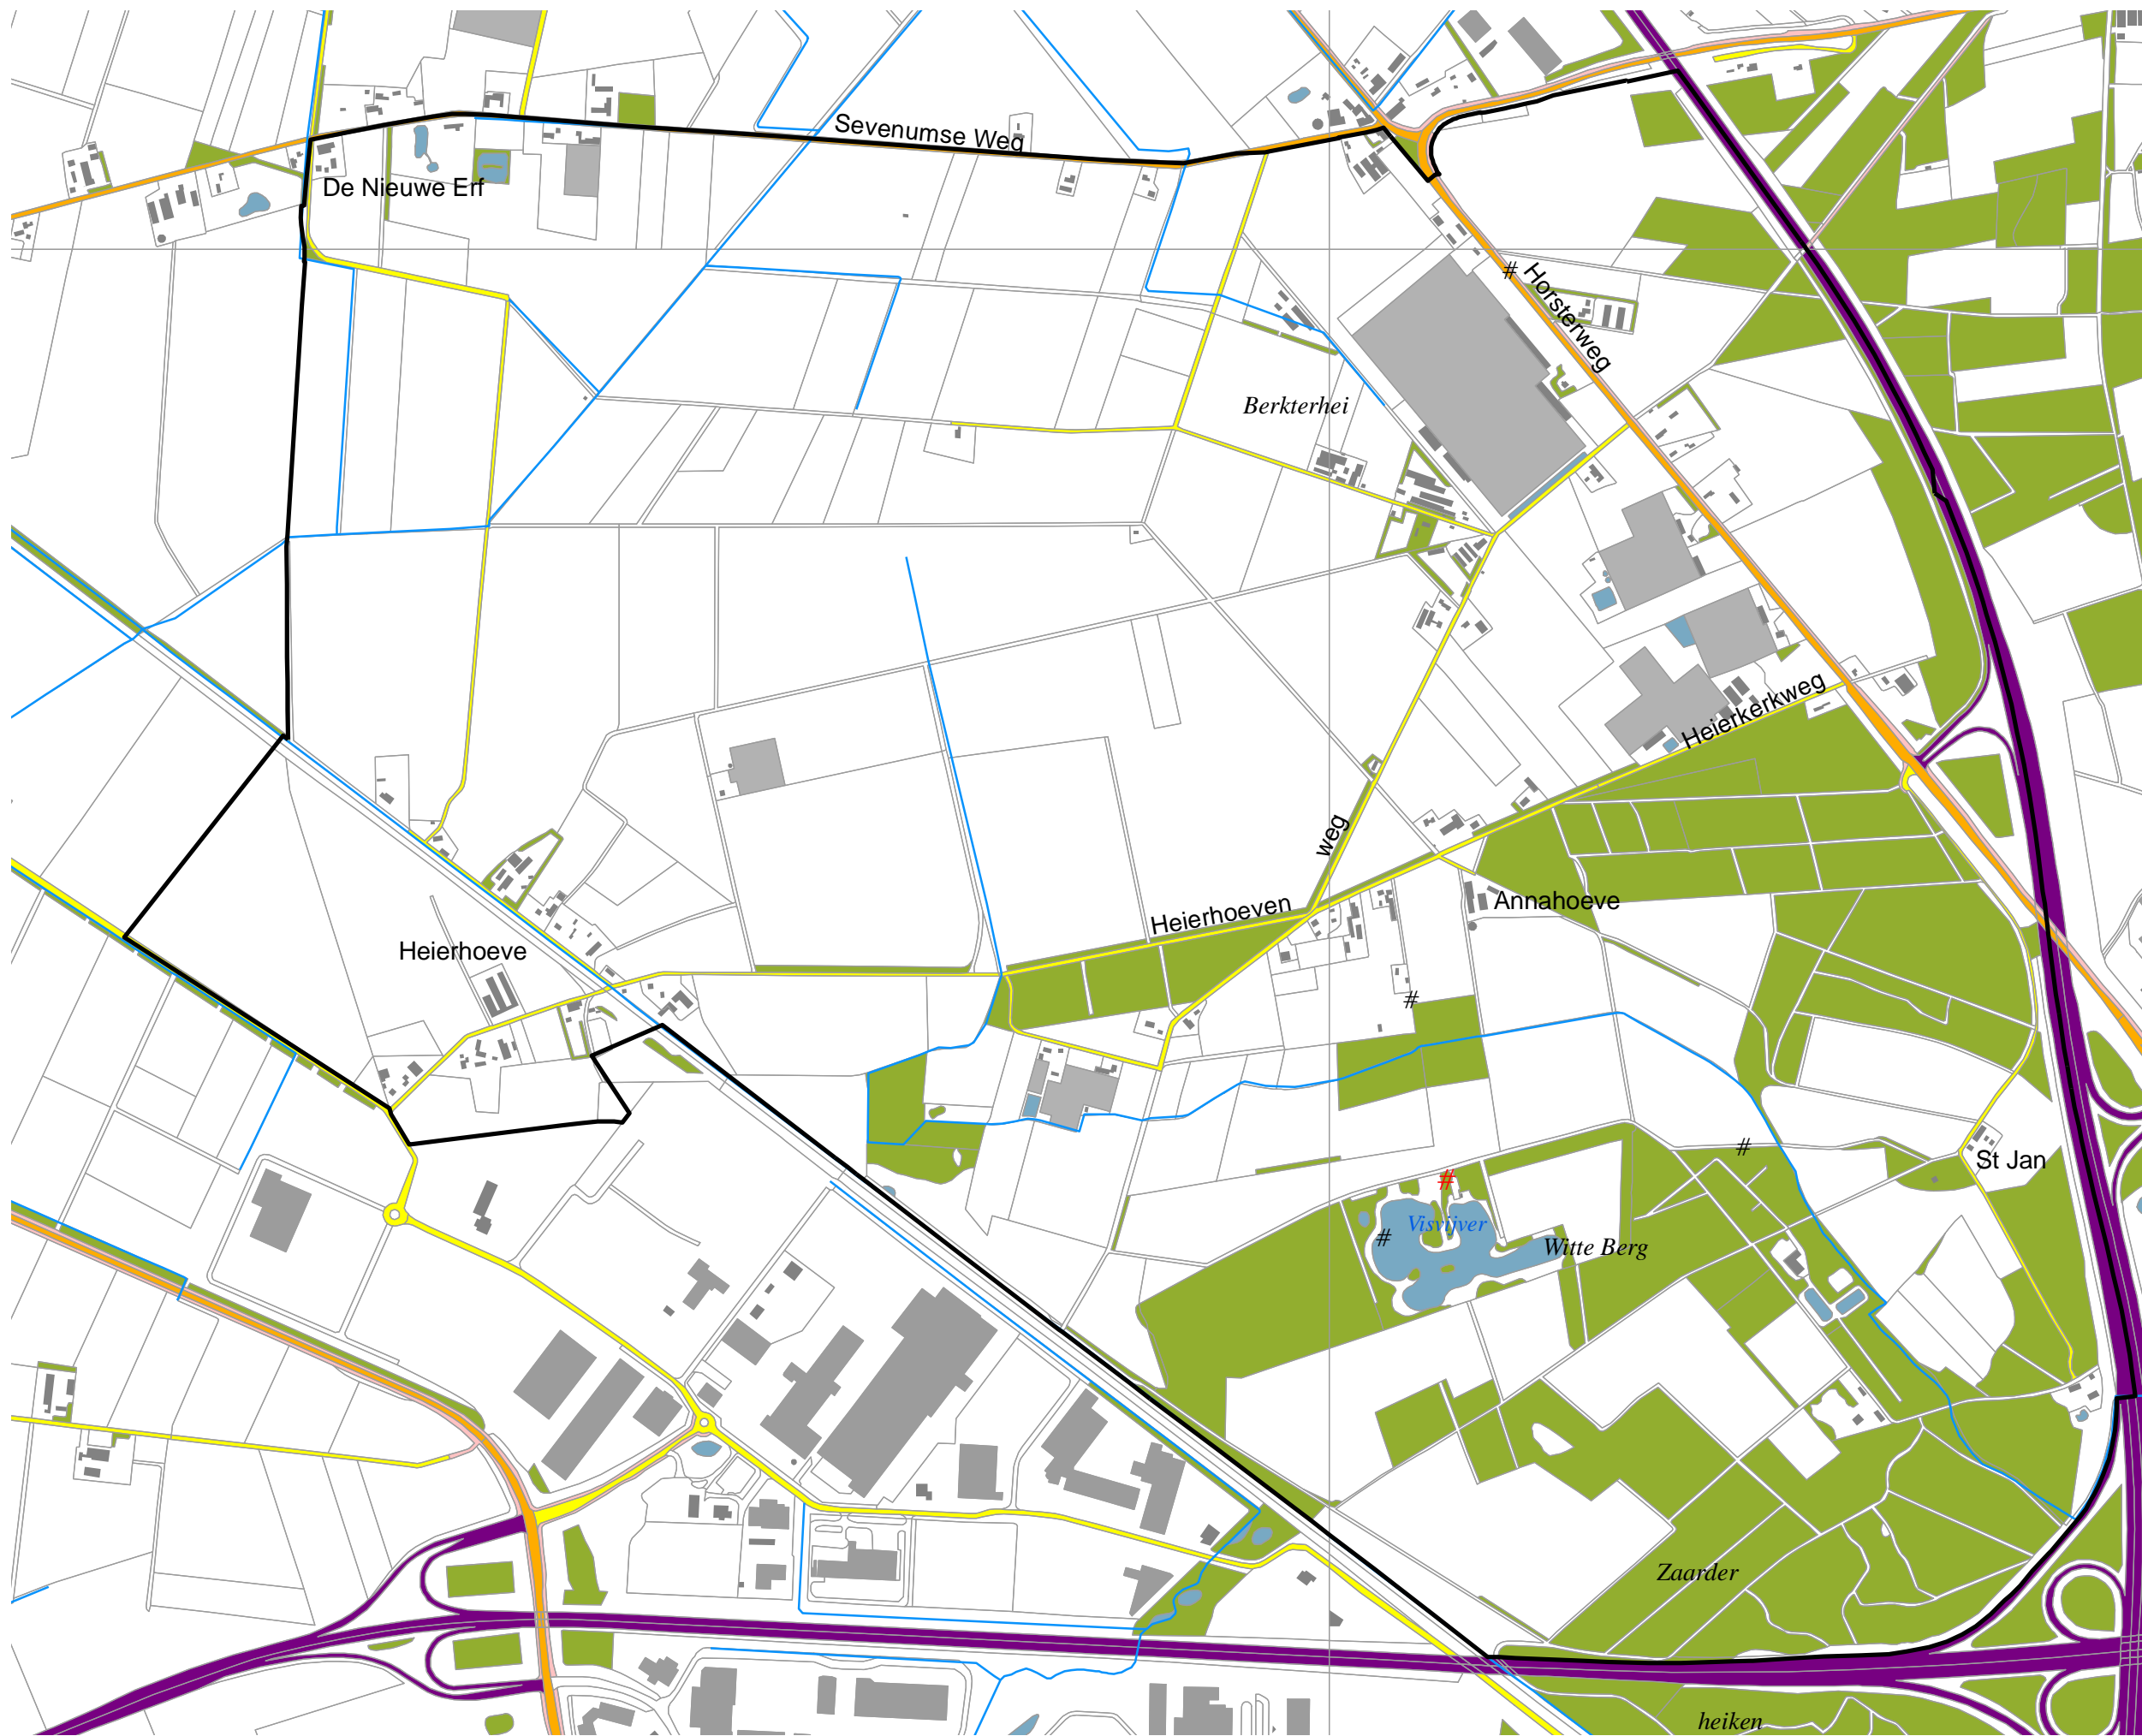 Sevenumse Weg
De Nieuwe Erf
#
Horsterweg
Berkterhei
Heierkerkweg
weg
Annahoeve
Heierhoeven
Heierhoeve
#
#
St Jan
#
Visvijver
#
Witte Berg
Zaarder
heiken